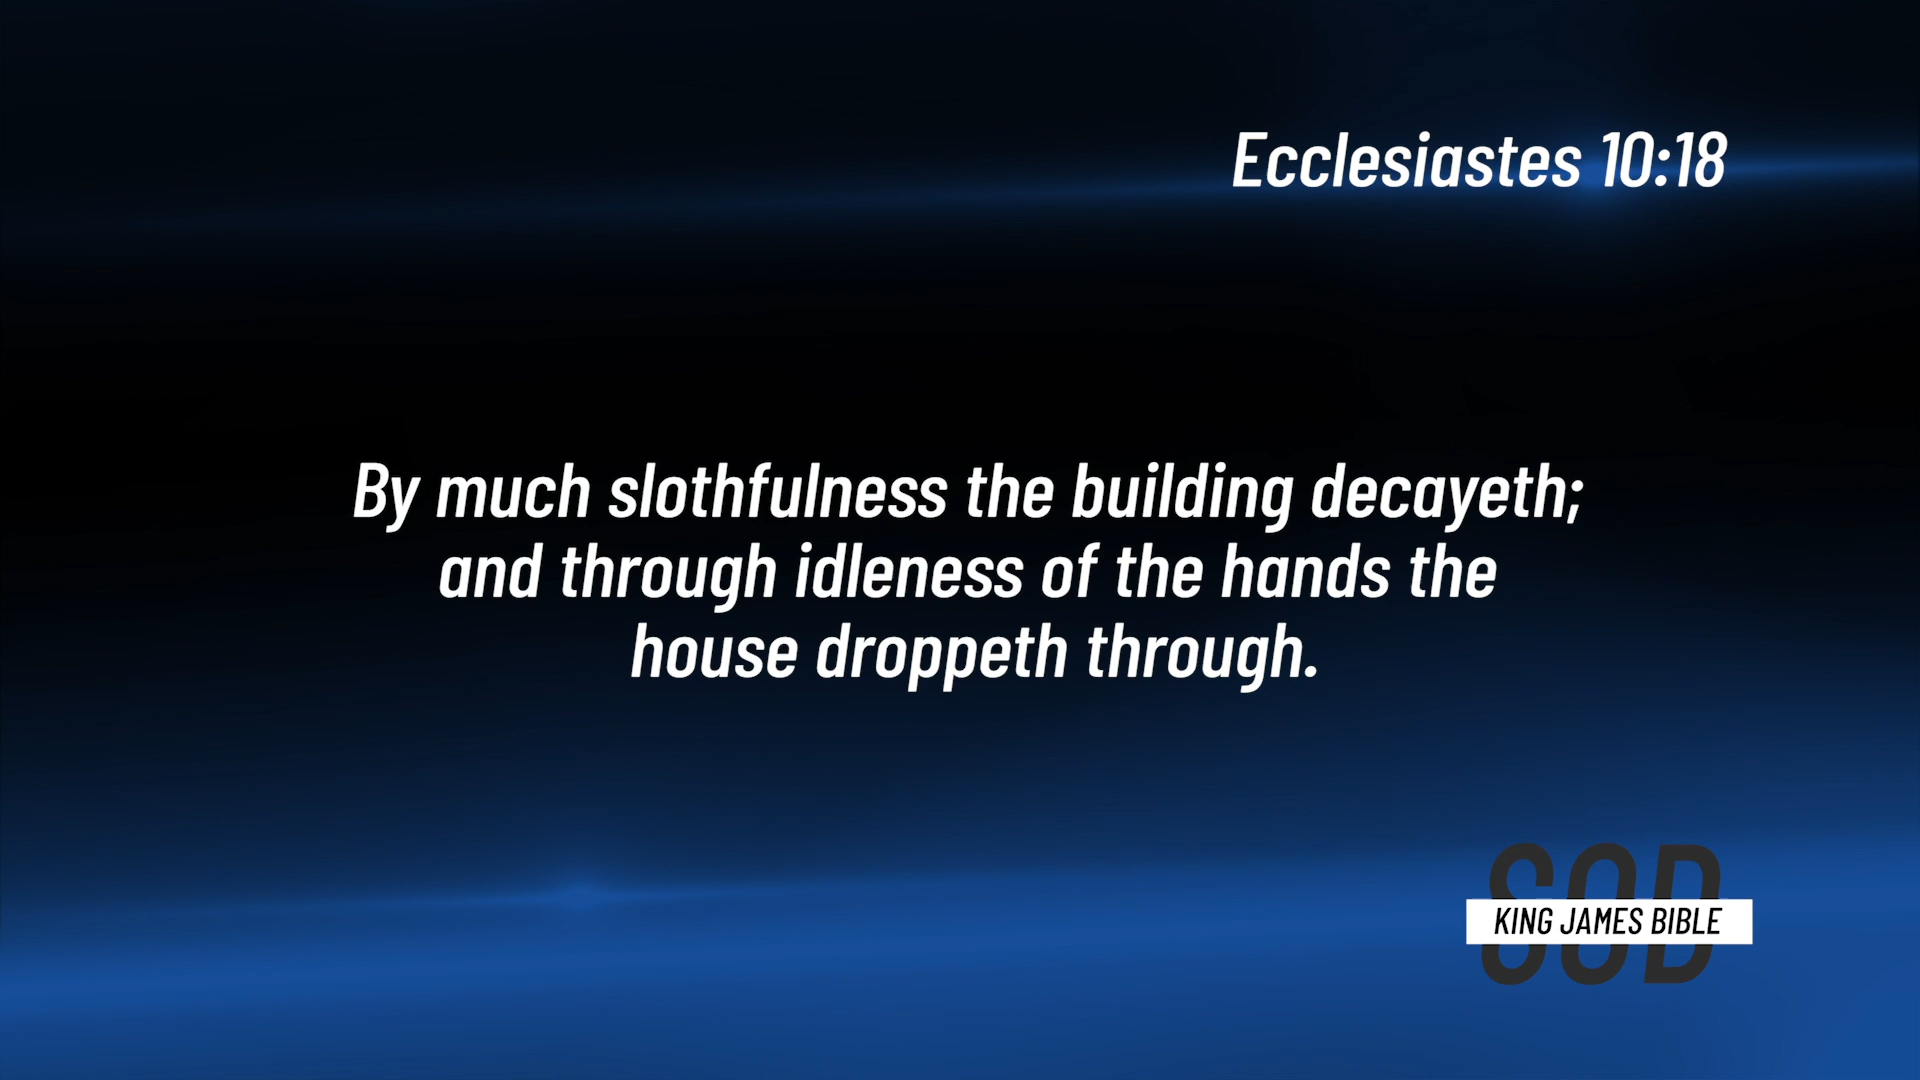 Ecclesiastes 10:18
By much slothfulness the building decayeth;
and through idleness of the hands the
house droppeth through.
SOD
KING JAMES BIBLE